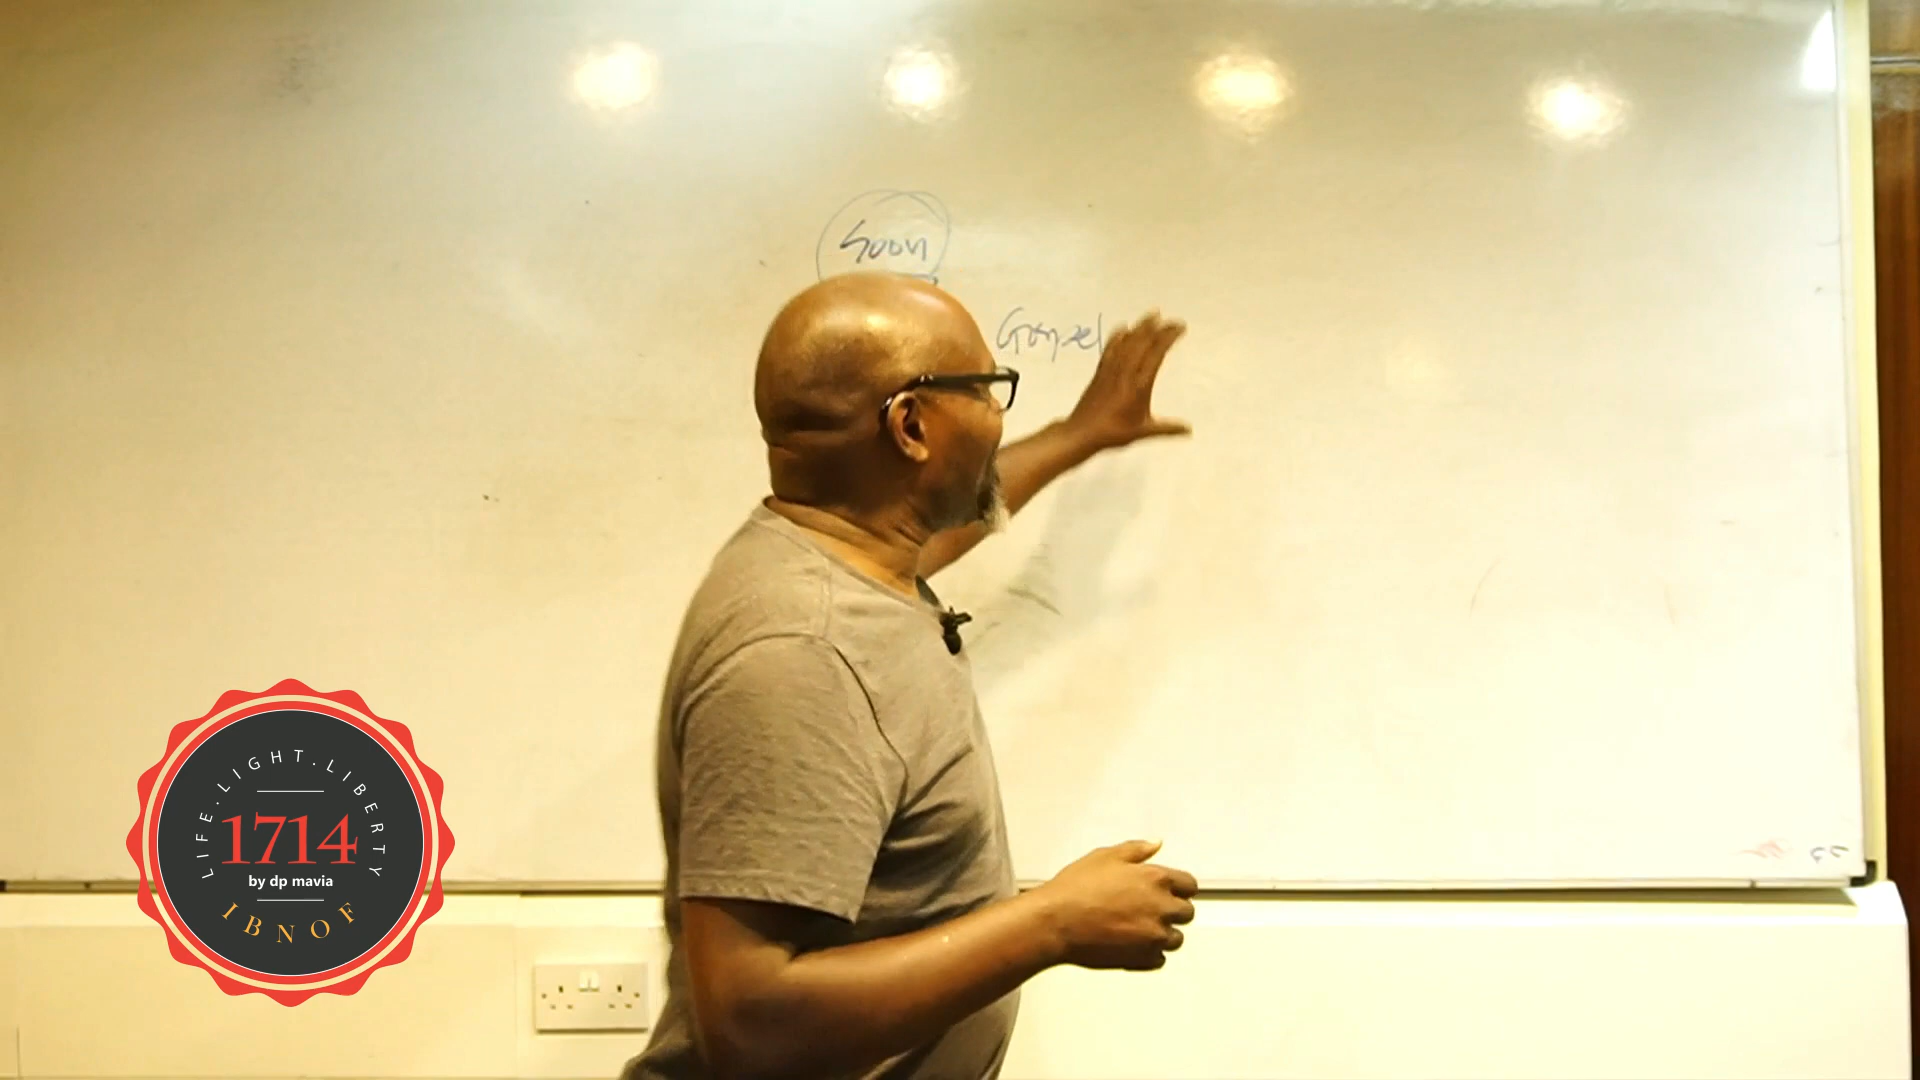 Soon
Gospel
LIFE.LIGHT.LIBERTY
1714
by dp mavia
IBNOF